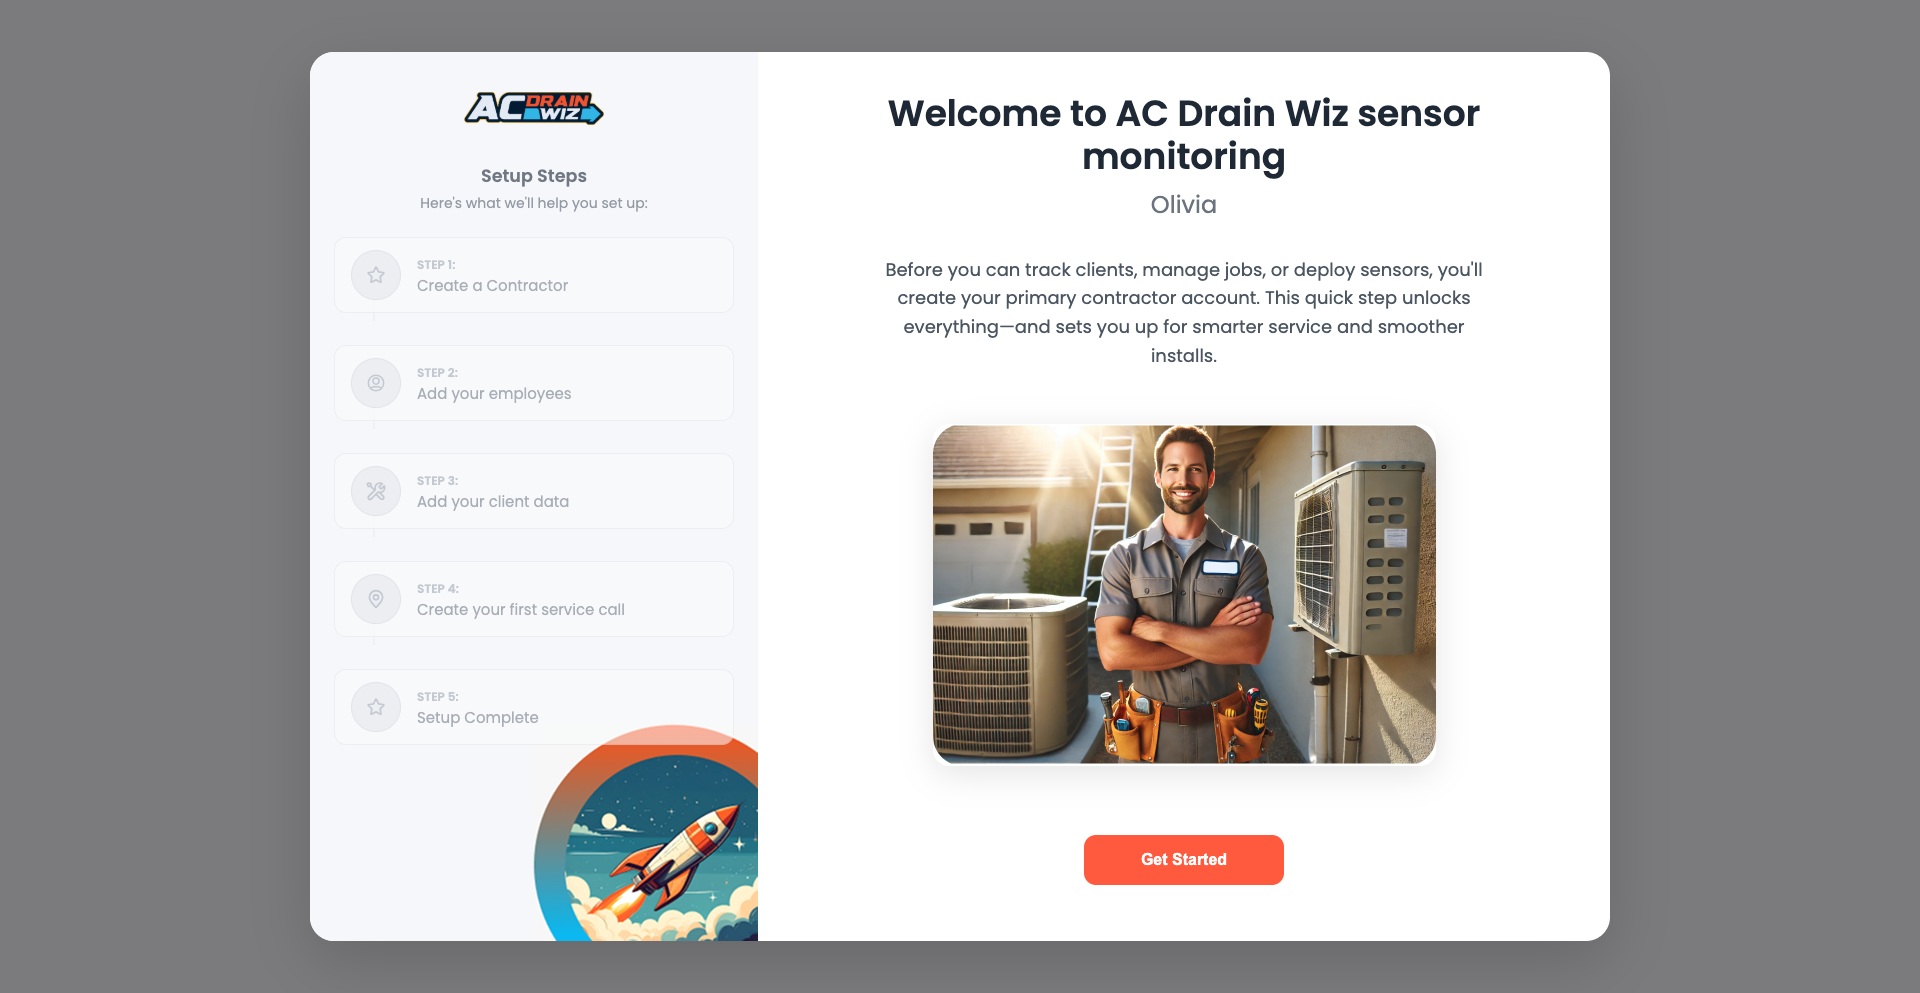 AC DRAIN WIZ
Setup Steps
Here's what we'll help you set up:
STEP 1:
Create a Contractor
STEP 2:
Add your employees
STEP 3:
Add your client data
STEP 4:
Create your first service call
STEP 5:
Setup Complete
Welcome to AC Drain Wiz sensor
monitoring
Olivia
Before you can track clients, manage jobs, or deploy sensors, you'll
create your primary contractor account. This quick step unlocks
everything—and sets you up for smarter service and smoother
installs.
Get Started